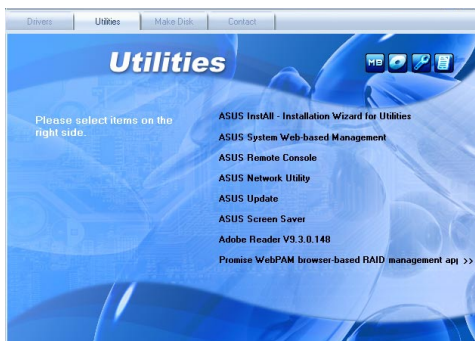 Drivers Utilities Make Disk Contact
Utilities
MB
Please select items on the
right side.
ASUS InstAll - Installation Wizard for Utilities
ASUS System Web-based Management
ASUS Remote Console
ASUS Network Utility
ASUS Update
ASUS Screen Saver
Adobe Reader V9.3.0.148
Promise WebPAM browser-based RAID management app >>